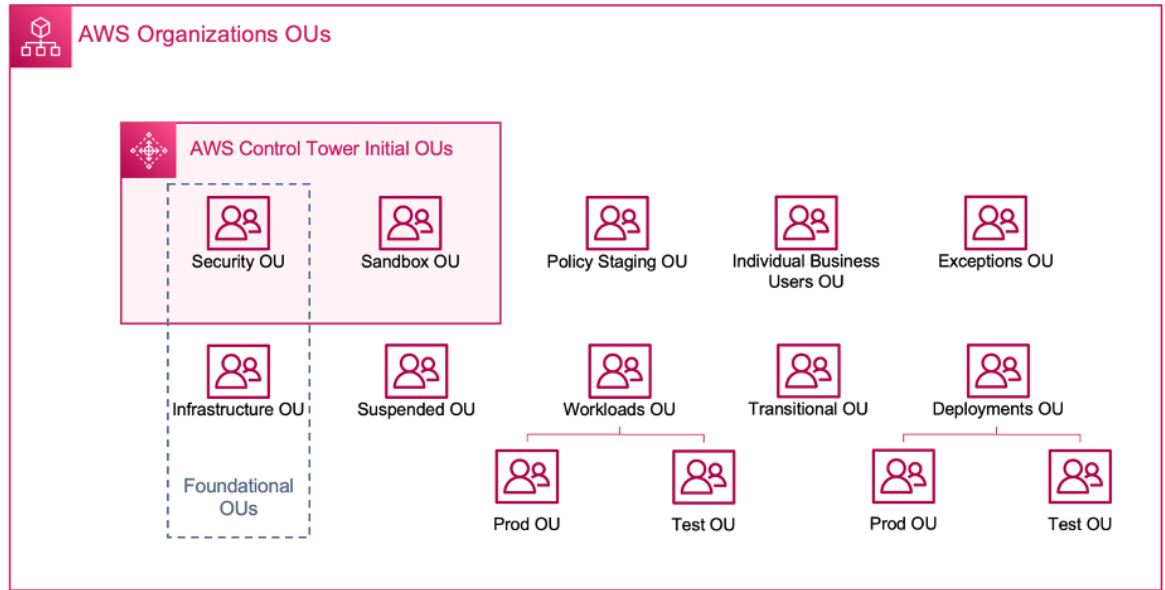 AWS Organizations OUs
AWS Control Tower Initial OUs
Security OU
Sandbox OU
Policy Staging OU
Individual Business
Users OU
Exceptions OU
Infrastructure OU
Suspended OU
Workloads OU
Transitional OU
Deployments OU
Foundational
OUs
Prod OU
Test OU
Prod OU
Test OU